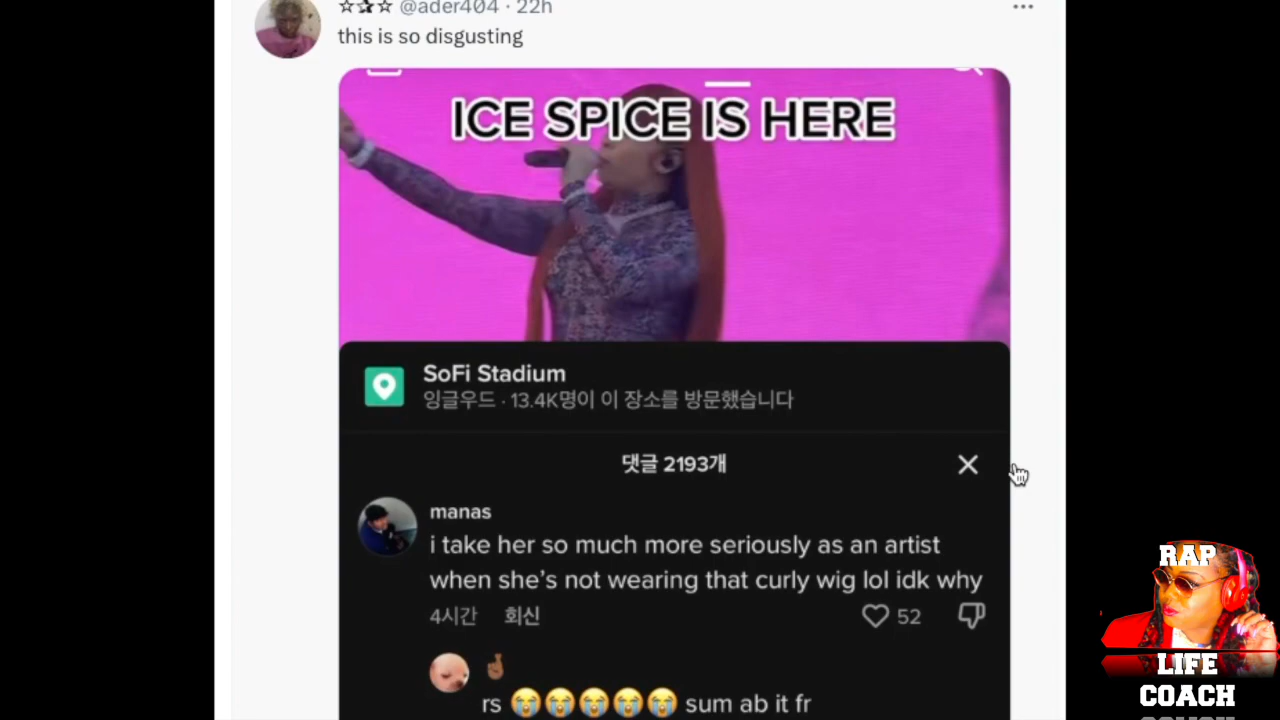 ☆✰☆ @ader404 · 22h
this is so disgusting
ICE SPICE IS HERE
SoFi Stadium
잉글우드 · 13.4K명이 이 장소를 방문했습니다
댓글 2193개
manas
i take her so much more seriously as an artist
when she's not wearing that curly wig lol idk why
4시간 회신 52
🤞🏾
rs 😭😭😭😭😭 sum ab it fr
RAP
LIFE
COACH